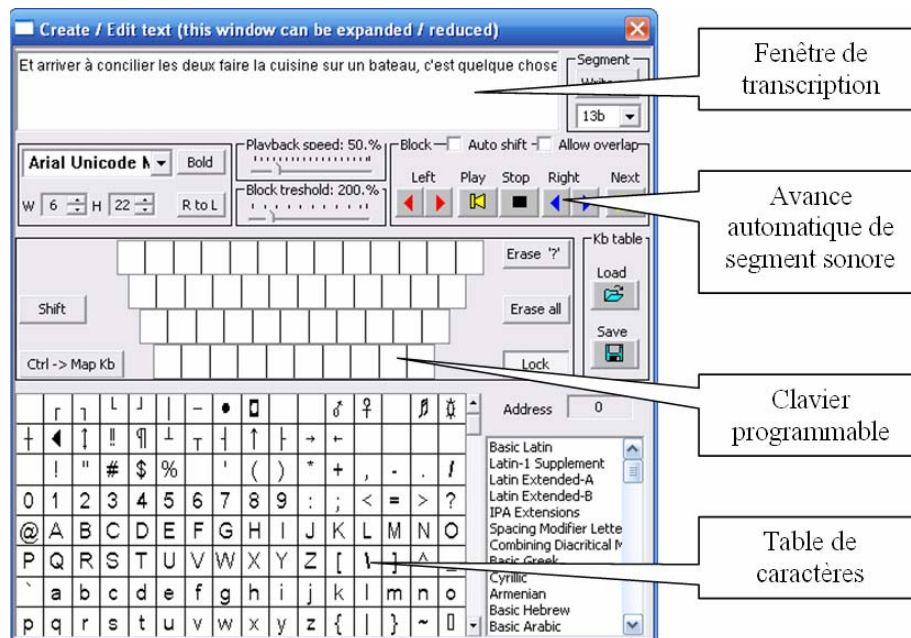 Create / Edit text (this window can be expanded / reduced)
Et arriver à concilier les deux faire la cuisine sur un bateau, c'est quelque chose
Segment
13b
Fenêtre de
transcription
Arial Unicode
Bold
W 6 H 22
R to L
Playback speed: 50.%
Block treshold: 200.%
Block
Auto shift
Allow overlap
Left Play Stop Right Next
Avance
automatique de
segment sonore
Shift
Ctrl -> Map Kb
Erase '?'
Erase all
Lock
Kb table
Load
Save
Clavier
programmable
! " # $ % ' ( ) * + , - . /
0 1 2 3 4 5 6 7 8 9 : ; < = > ?
@ A B C D E F G H I J K L M N O
P Q R S T U V W X Y Z [ \ ] ^ _
` a b c d e f g h i j k l m n o
p q r s t u v w x y z { | } ~
Address 0
Basic Latin
Latin-1 Supplement
Latin Extended-A
Latin Extended-B
IPA Extensions
Spacing Modifier Lette
Combining Diacritical M
Basic Greek
Cyrillic
Armenian
Basic Hebrew
Basic Arabic
Table de
caractères